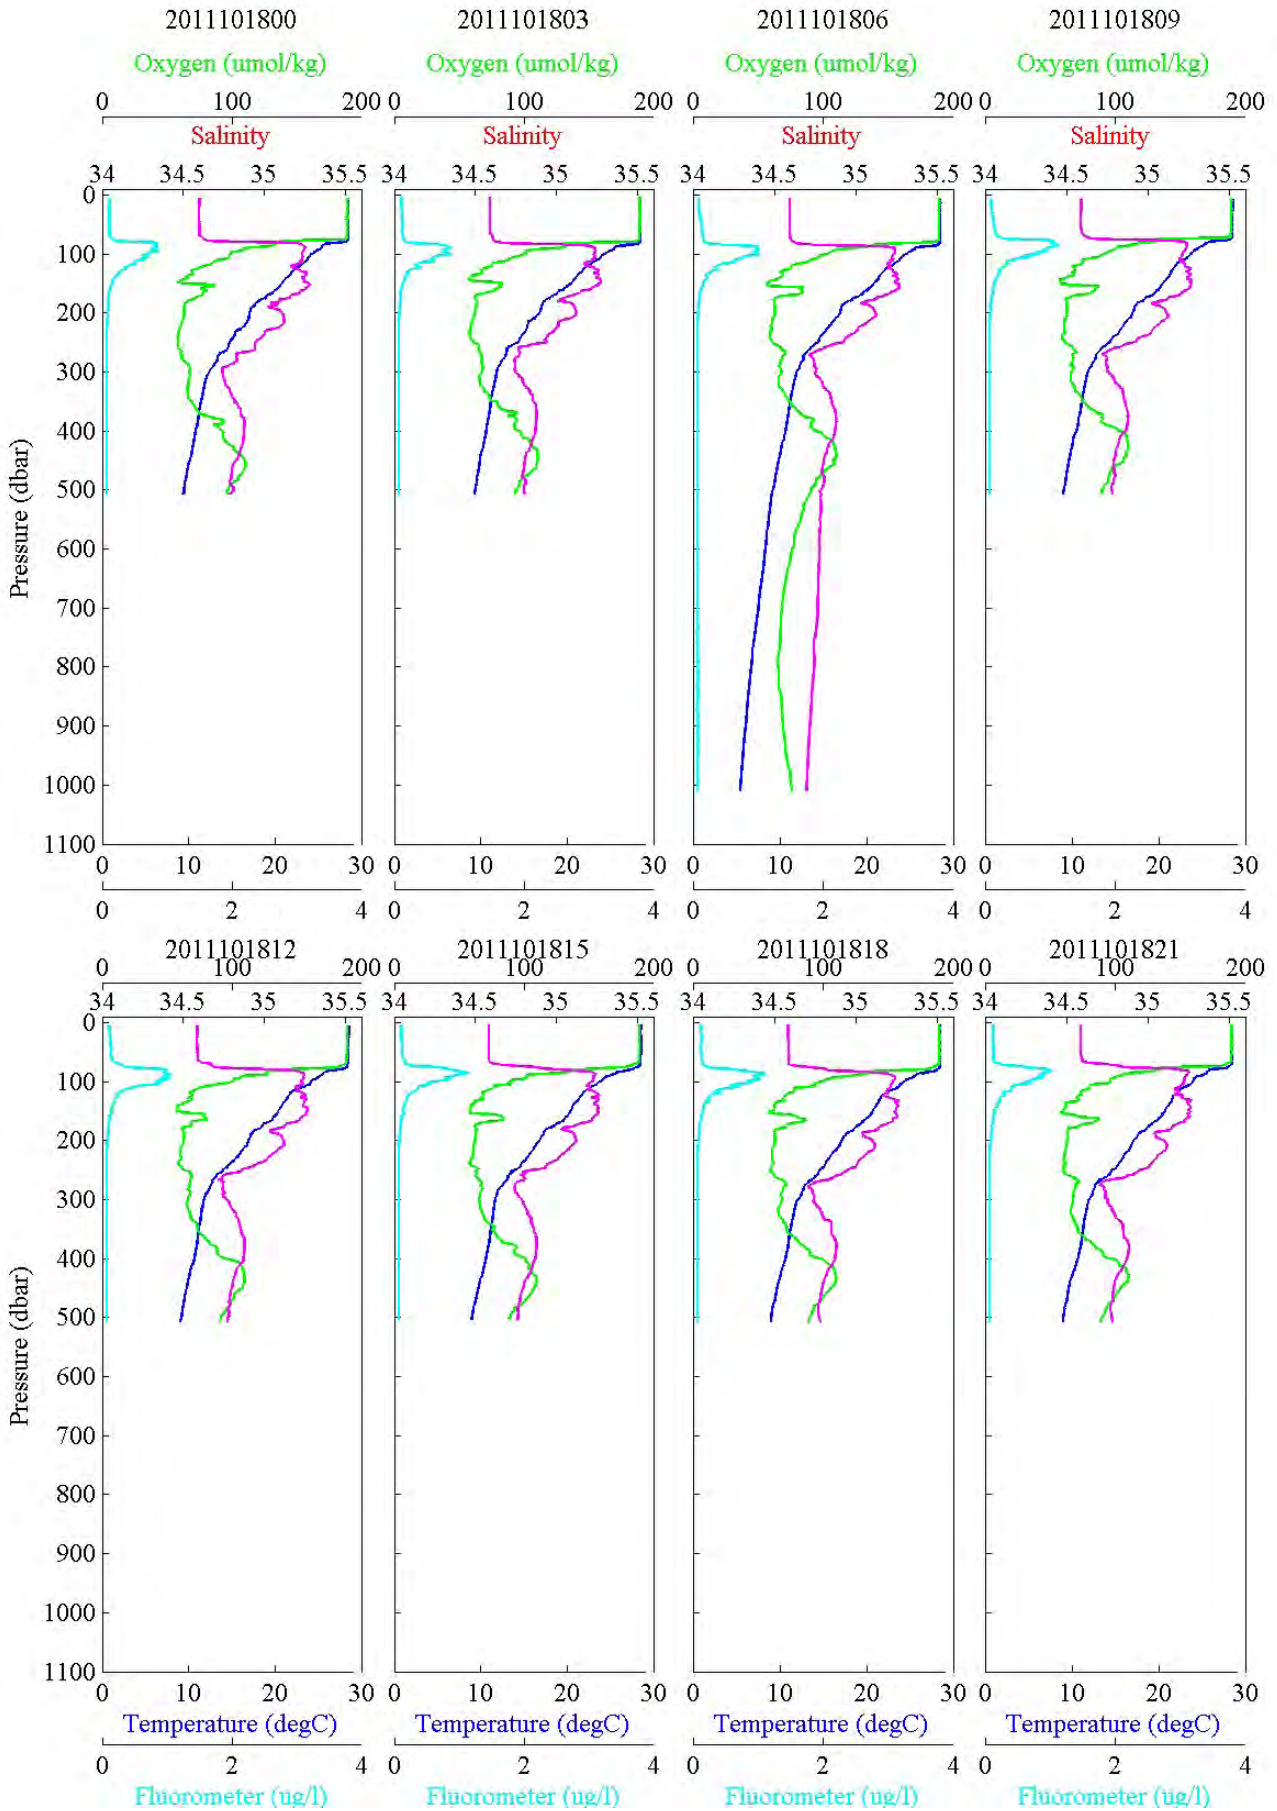 2011101800 2011101803 2011101806 2011101809
Oxygen (umol/kg) Oxygen (umol/kg) Oxygen (umol/kg) Oxygen (umol/kg)
0 100 200 0 100 200 0 100 200 0 100 200
Salinity Salinity Salinity Salinity
34 34.5 35 35.5 34 34.5 35 35.5 34 34.5 35 35.5 34 34.5 35 35.5
0
100
200
300
400
500
600
700
800
900
1000
1100
Pressure (dbar)
0 10 20 30 0 10 20 30 0 10 20 30 0 10 20 30
0 2 4 0 2 4 0 2 4 0 2 4
2011101812 2011101815 2011101818 2011101821
0 100 200 0 100 200 0 100 200 0 100 200
34 34.5 35 35.5 34 34.5 35 35.5 34 34.5 35 35.5 34 34.5 35 35.5
0
100
200
300
400
500
600
700
800
900
1000
1100
Pressure (dbar)
0 10 20 30 0 10 20 30 0 10 20 30 0 10 20 30
Temperature (degC) Temperature (degC) Temperature (degC) Temperature (degC)
0 2 4 0 2 4 0 2 4 0 2 4
Fluorometer (ug/l) Fluorometer (ug/l) Fluorometer (ug/l) Fluorometer (ug/l)